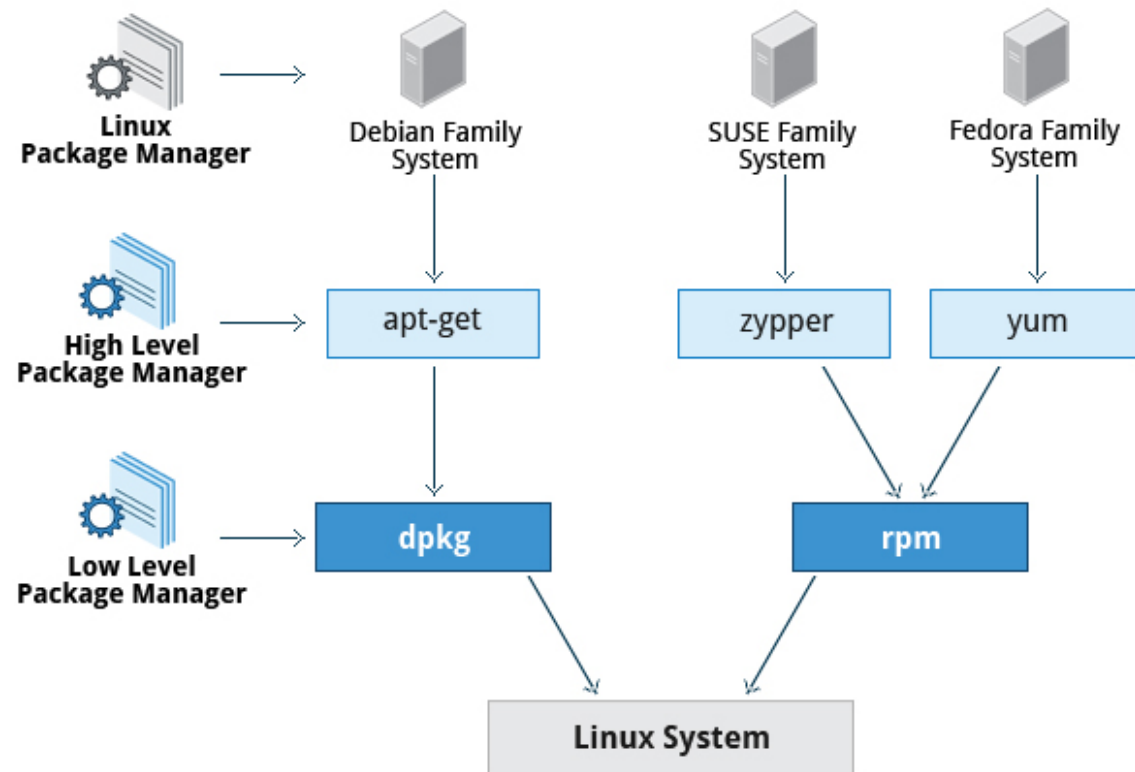 Linux
Package Manager
Debian Family
System
SUSE Family
System
Fedora Family
System
High Level
Package Manager
apt-get
zypper
yum
Low Level
Package Manager
dpkg
rpm
Linux System